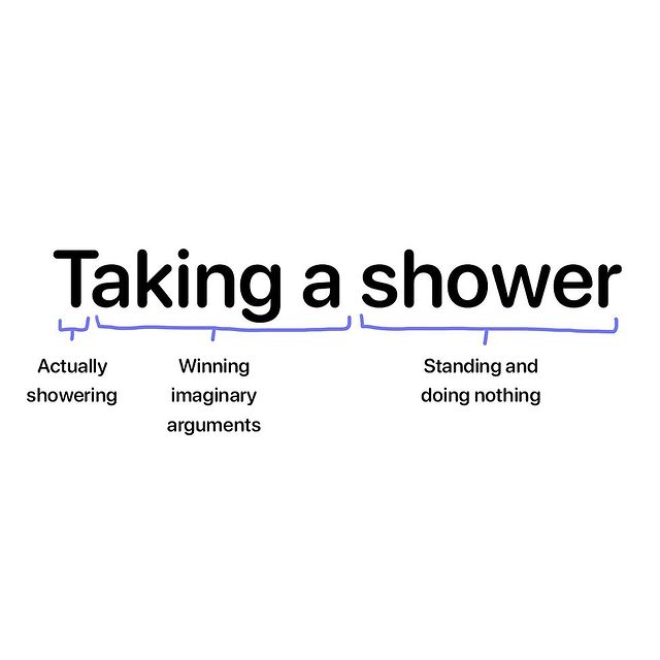 Taking a shower
Actually
showering
Winning
imaginary
arguments
Standing and
doing nothing